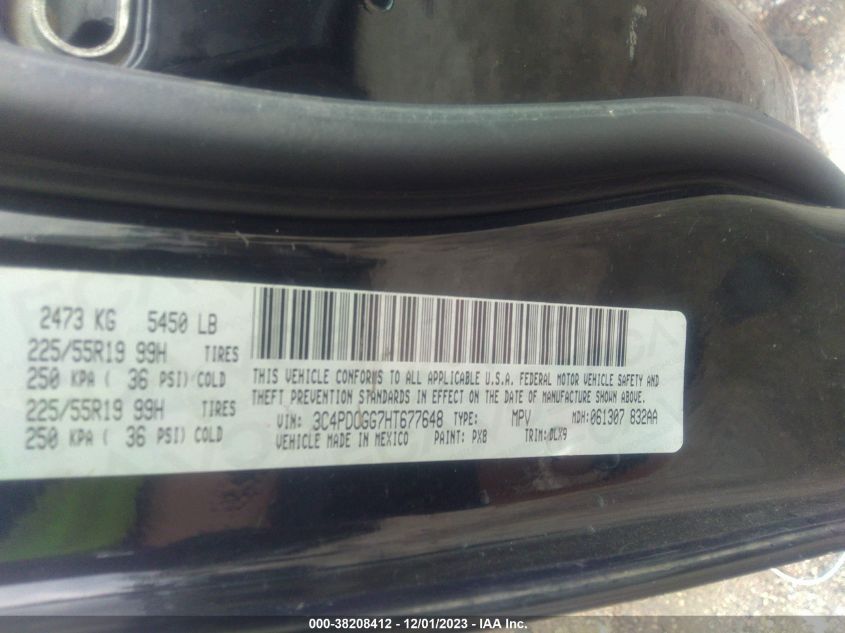 2473 KG 5450 LB
225/55R19 99H TIRES
250 KPA ( 36 PSI) COLD
225/55R19 99H TIRES
250 KPA ( 36 PSI) COLD
THIS VEHICLE CONFORMS TO ALL APPLICABLE U.S.A. FEDERAL MOTOR VEHICLE SAFETY AND
THEFT PREVENTION STANDARDS IN EFFECT ON THE DATE OF MANUFACTURE SHOWN ABOVE.
VIN: 3C4PDCGG7HT677648 TYPE: MPV MDH: 061307 832AA
VEHICLE MADE IN MEXICO PAINT: PX8 TRIM: DLX9
000-38208412 - 12/01/2023 - IAA Inc.